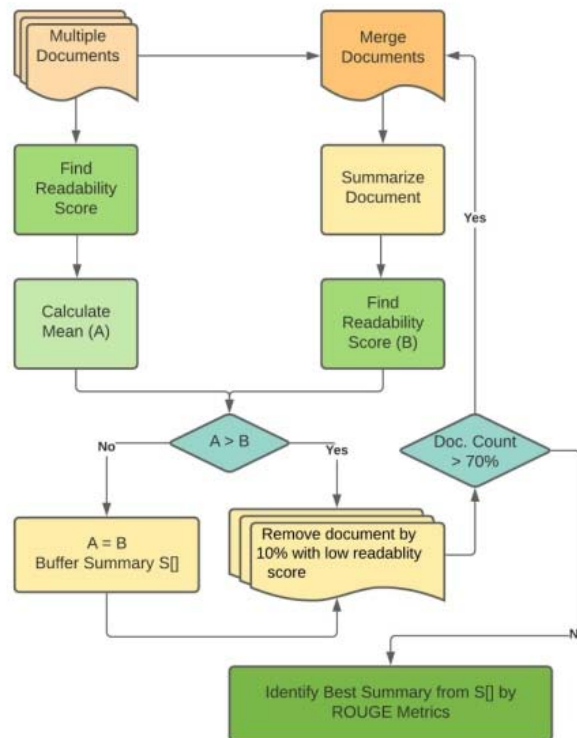 Multiple
Documents
Merge
Documents
Find
Readability
Score
Summarize
Document
Yes
Calculate
Mean (A)
Find
Readability
Score (B)
No
A > B
Yes
Doc. Count
> 70%
A = B
Buffer Summary S[]
Remove document by
10% with low readablity
score
N
Identify Best Summary from S[] by
ROUGE Metrics